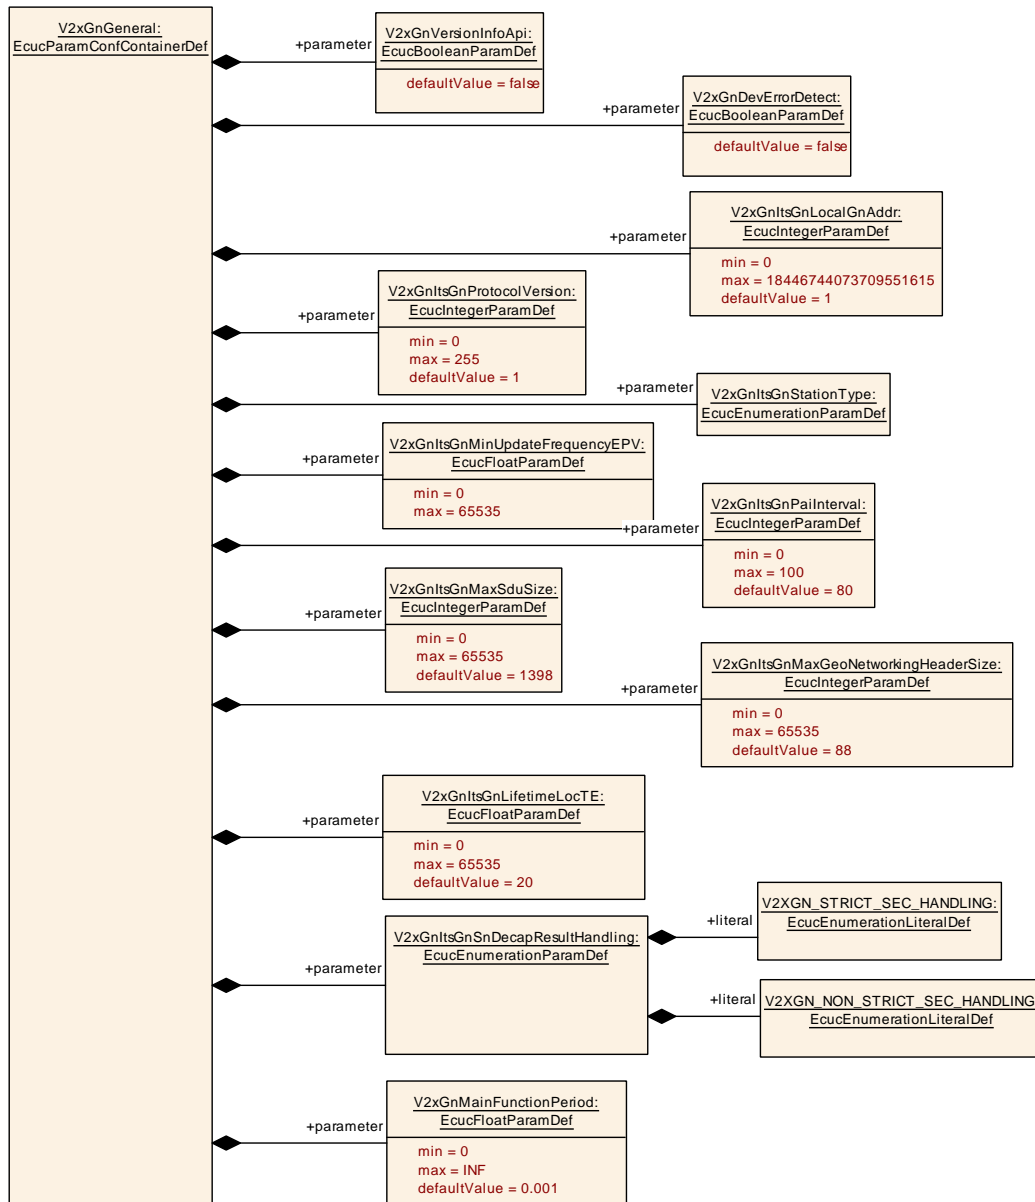 V2xGnGeneral:
EcucParamConfContainerDef
+parameter
V2xGnVersionInfoApi:
EcucBooleanParamDef
defaultValue = false
+parameter
V2xGnDevErrorDetect:
EcucBooleanParamDef
defaultValue = false
+parameter
V2xGnItsGnLocalGnAddr:
EcucIntegerParamDef
min = 0
max = 18446744073709551615
defaultValue = 1
+parameter
V2xGnItsGnProtocolVersion:
EcucIntegerParamDef
min = 0
max = 255
defaultValue = 1
+parameter
V2xGnItsGnStationType:
EcucEnumerationParamDef
+parameter
V2xGnItsGnMinUpdateFrequencyEPV:
EcucFloatParamDef
min = 0
max = 65535
+parameter
V2xGnItsGnPaiInterval:
EcucIntegerParamDef
min = 0
max = 100
defaultValue = 80
+parameter
V2xGnItsGnMaxSduSize:
EcucIntegerParamDef
min = 0
max = 65535
defaultValue = 1398
+parameter
V2xGnItsGnMaxGeoNetworkingHeaderSize:
EcucIntegerParamDef
min = 0
max = 65535
defaultValue = 88
+parameter
V2xGnItsGnLifetimeLocTE:
EcucFloatParamDef
min = 0
max = 65535
defaultValue = 20
+parameter
V2xGnItsGnSnDecapResultHandling:
EcucEnumerationParamDef
+literal
V2XGN_STRICT_SEC_HANDLING:
EcucEnumerationLiteralDef
+literal
V2XGN_NON_STRICT_SEC_HANDLING
EcucEnumerationLiteralDef
+parameter
V2xGnMainFunctionPeriod:
EcucFloatParamDef
min = 0
max = INF
defaultValue = 0.001